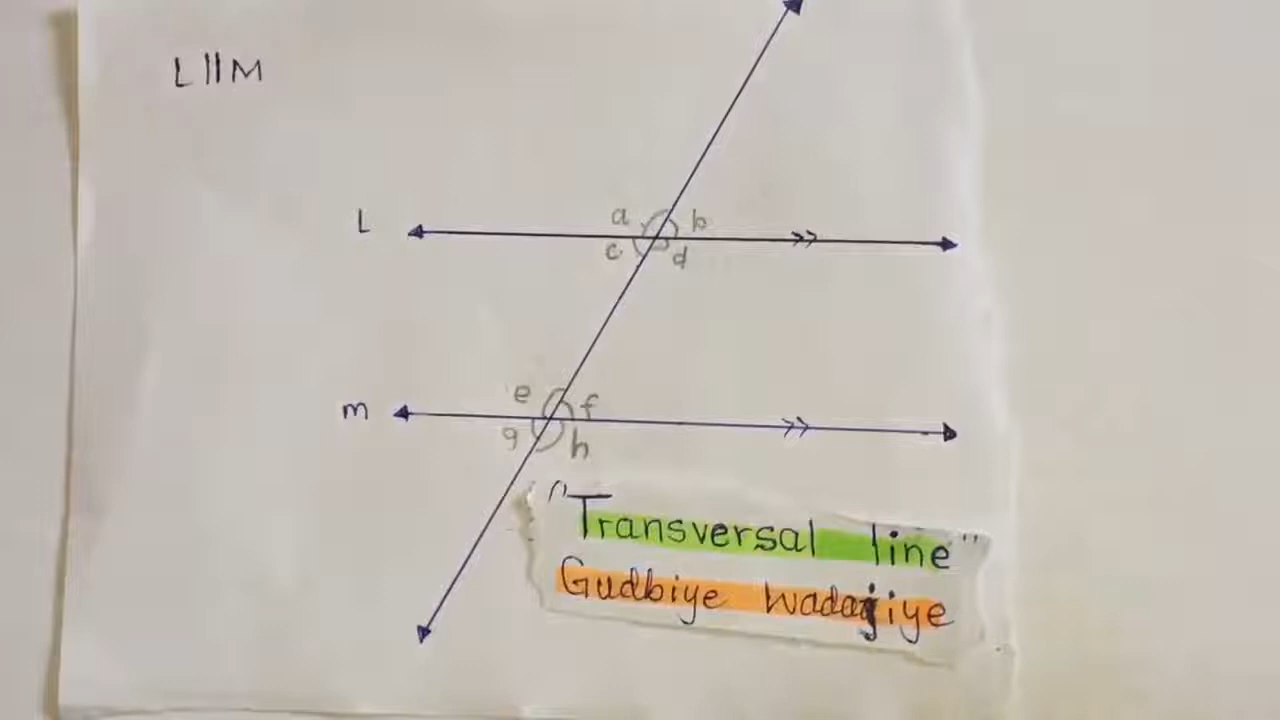 L||M
L
a b
c d
m
e f
g h
"Transversal line"
Gudbiye wadajiye